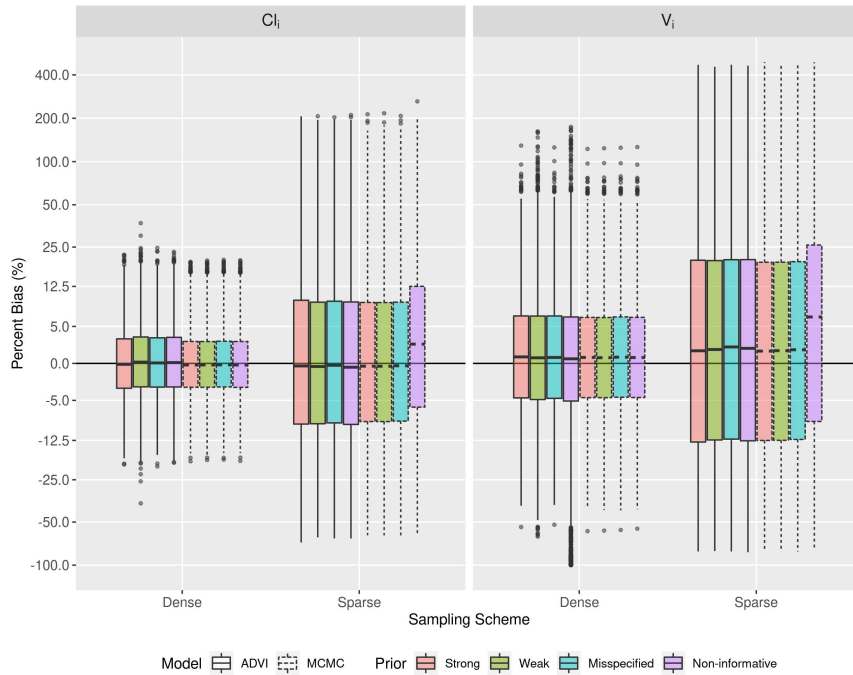 Cli
Vi
Percent Bias (%)
400.0
200.0
100.0
50.0
25.0
12.5
5.0
0.0
-5.0
-12.5
-25.0
-50.0
-100.0
Dense Sparse
Dense Sparse
Sampling Scheme
Model ADVI MCMC Prior Strong Weak Misspecified Non-informative